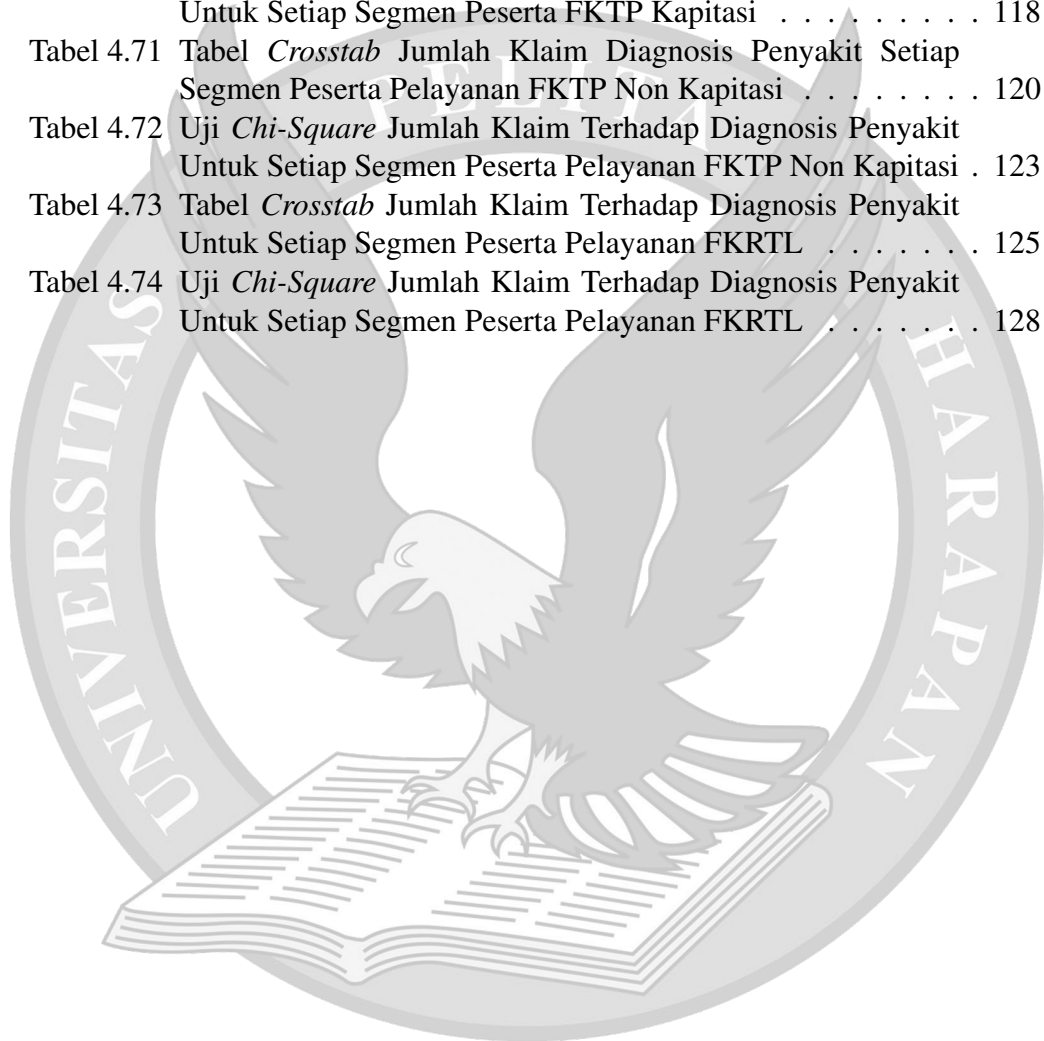 Untuk Setiap Segmen Peserta FKTP Kapitasi . . . . . . . . . 118
Tabel 4.71 Tabel Crosstab Jumlah Klaim Diagnosis Penyakit Setiap
Segmen Peserta Pelayanan FKTP Non Kapitasi . . . . . . . . 120
Tabel 4.72 Uji Chi-Square Jumlah Klaim Terhadap Diagnosis Penyakit
Untuk Setiap Segmen Peserta Pelayanan FKTP Non Kapitasi . 123
Tabel 4.73 Tabel Crosstab Jumlah Klaim Terhadap Diagnosis Penyakit
Untuk Setiap Segmen Peserta Pelayanan FKRTL . . . . . . . 125
Tabel 4.74 Uji Chi-Square Jumlah Klaim Terhadap Diagnosis Penyakit
Untuk Setiap Segmen Peserta Pelayanan FKRTL . . . . . . . 128
UNIVERSITAS PELITA HARAPAN